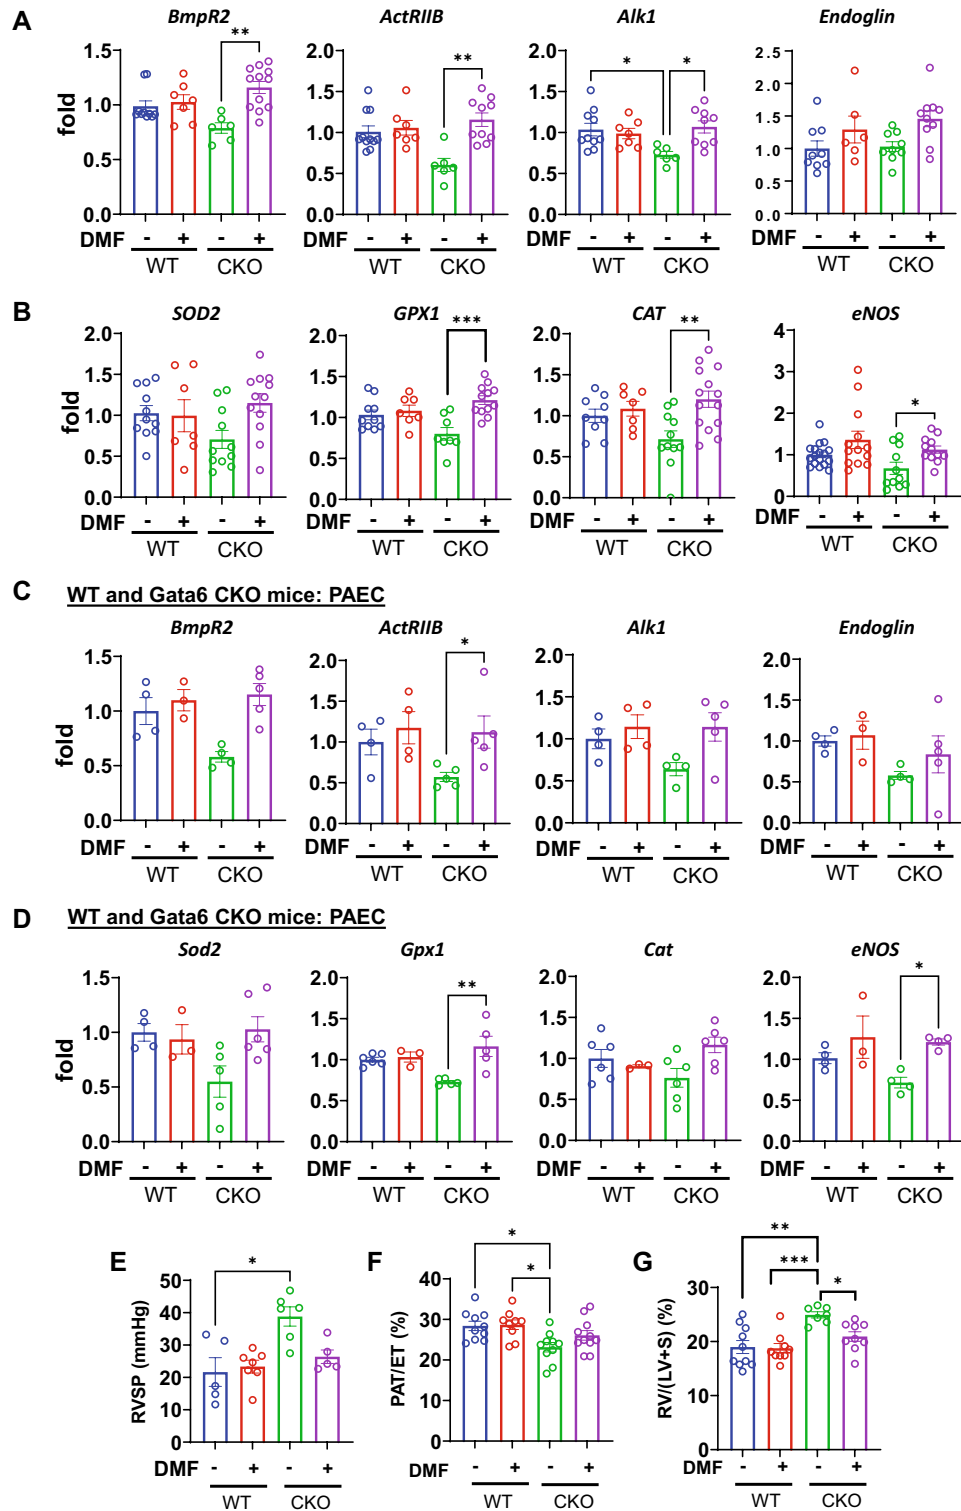 A
BmpR2
ActRIIB
Alk1
Endoglin
** ** * *
fold
1.5 1.0 0.5 0.0
2.0 1.5 1.0 0.5 0.0
2.0 1.5 1.0 0.5 0.0
2.5 2.0 1.5 1.0 2.5 0.0
DMF - + - +
DMF - + - +
DMF - + - +
DMF - + - +
WT CKO WT CKO WT CKO WT CKO
B
SOD2
GPX1
CAT
eNOS
*** ** *
fold
2.0 1.5 1.0 0.5 0.0
2.0 1.5 1.0 0.5 0.0
2.0 1.5 1.0 0.5 0.0
4 3 2 1 0
DMF - + - +
DMF - + - +
DMF - + - +
DMF - + - +
WT CKO WT CKO WT CKO WT CKO
C WT and Gata6 CKO mice: PAEC
BmpR2
ActRIIB
Alk1
Endoglin
*
fold
1.5 1.0 0.5 0.0
2.0 1.5 1.0 0.5 0.0
2.0 1.5 1.0 0.5 0.0
2.0 1.5 1.0 0.5 0.0
DMF - + - +
DMF - + - +
DMF - + - +
DMF - + - +
WT CKO WT CKO WT CKO WT CKO
D WT and Gata6 CKO mice: PAEC
Sod2
Gpx1
Cat
eNOS
** *
fold
1.5 1.0 0.5 0.0
2.0 1.5 1.0 0.5 0.0
2.0 1.5 1.0 0.5 0.0
2.0 1.5 1.0 0.5 0.0
DMF - + - +
DMF - + - +
DMF - + - +
DMF - + - +
WT CKO WT CKO WT CKO WT CKO
E
*
RVSP (mmHg)
50 40 30 20 10 0
DMF - + - +
WT CKO
F
*
*
PAT/ET (%)
40 30 20 10 0
DMF - + - +
WT CKO
G
**
*** *
RV/(LV+S) (%)
30 20 10 0
DMF - + - +
WT CKO